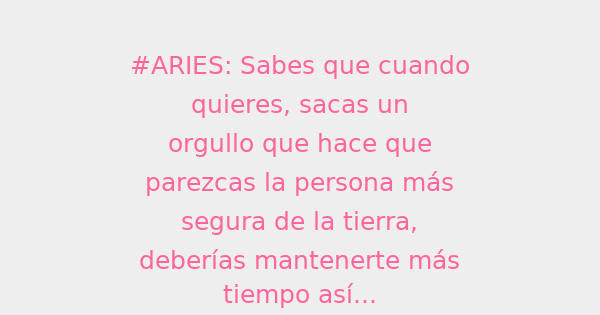 #ARIES: Sabes que cuando
quieres, sacas un
orgullo que hace que
parezcas la persona más
segura de la tierra,
deberías mantenerte más
tiempo así...